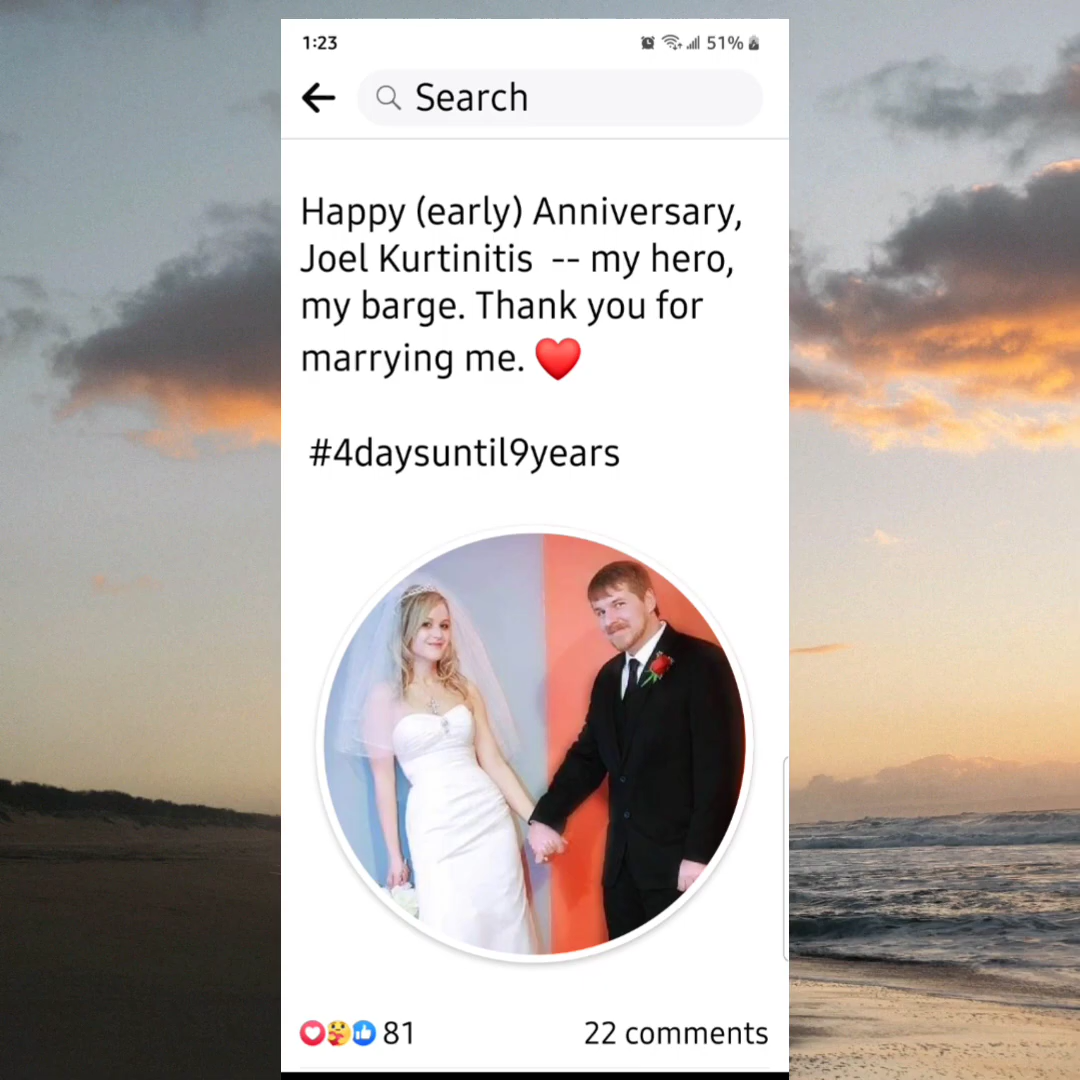 1:23 51%
Search
Happy (early) Anniversary,
Joel Kurtinitis -- my hero,
my barge. Thank you for
marrying me. ❤️
#4daysuntil9years
81 22 comments